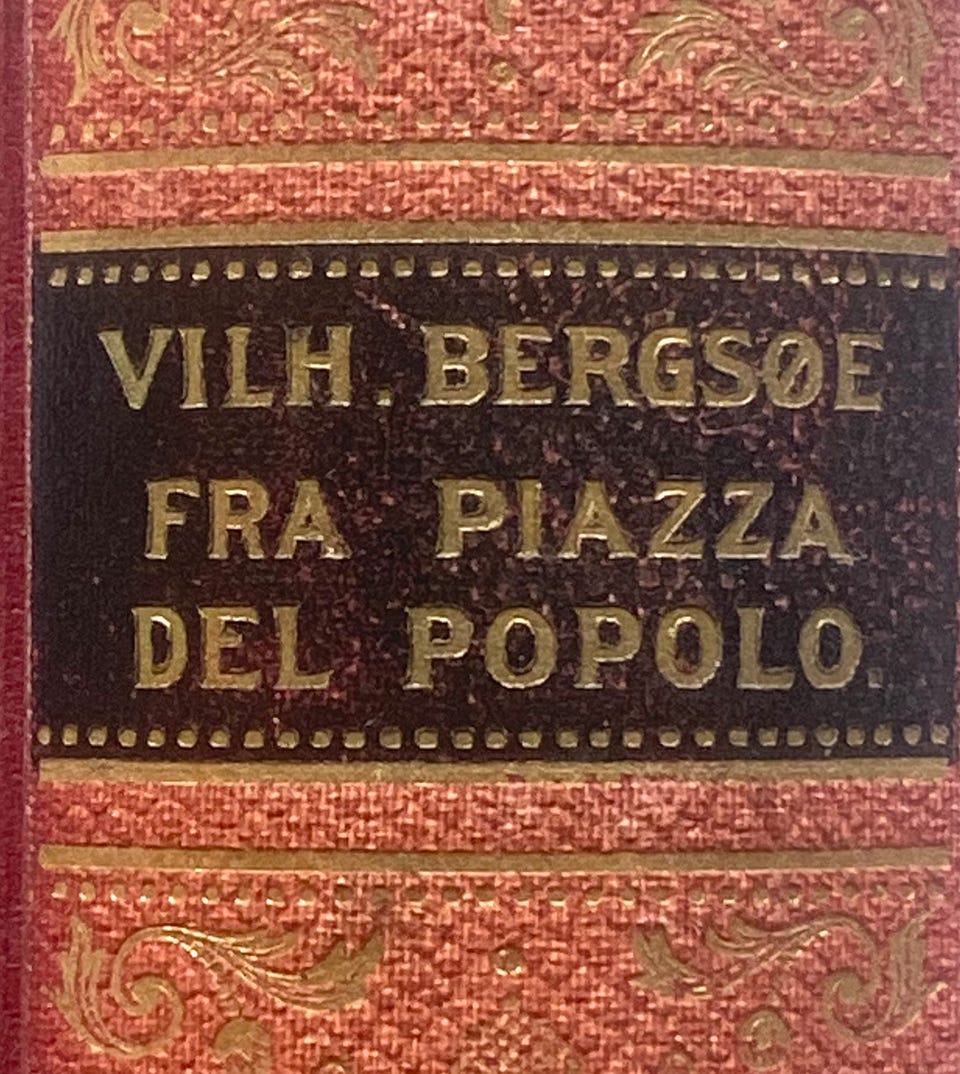 VILH. BERGSØE
FRA PIAZZA
DEL POPOLO.